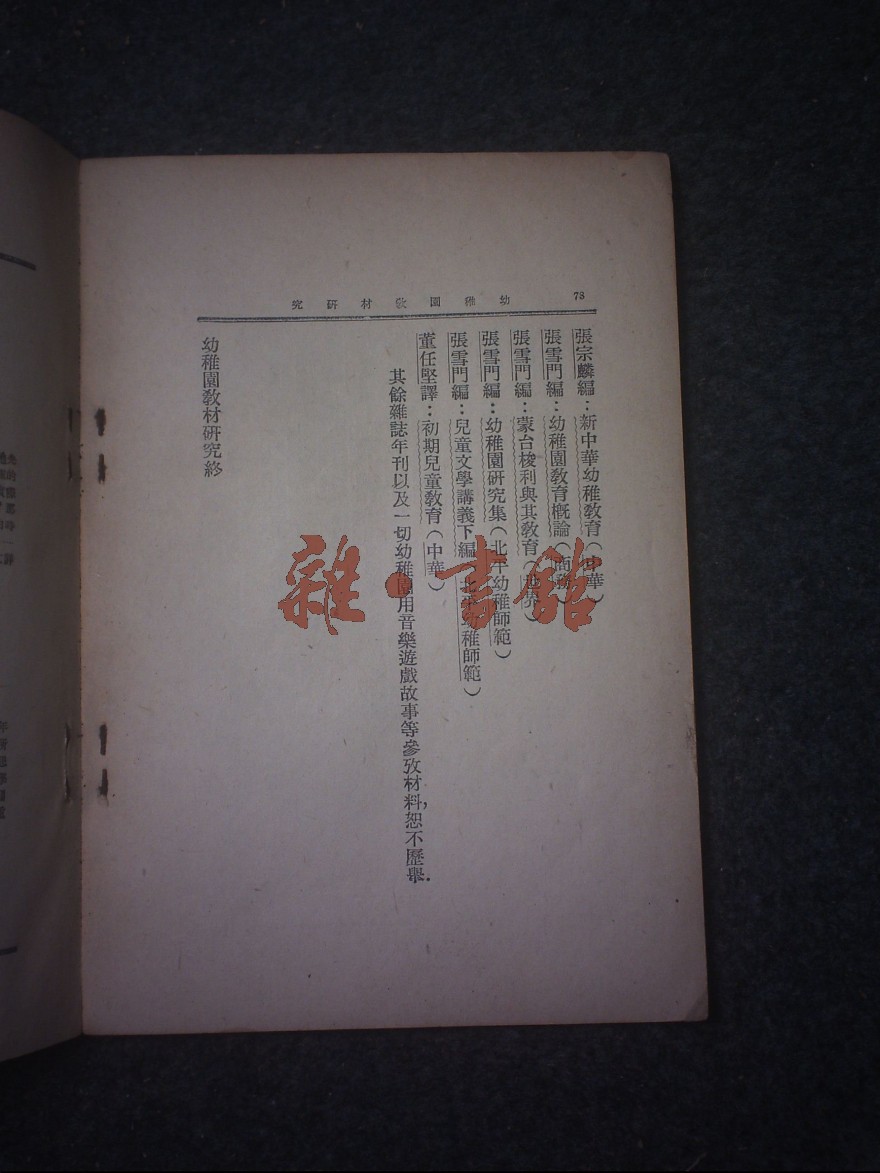 幼稚園教材研究
78
張宗麟編：新中華幼稚教育（中華）
張雪門編：幼稚園教育概論（商務）
張雪門編：蒙台梭利與其教育（世界）
張雪門編：幼稚園研究集（北平幼稚師範）
張雪門編：兒童文學講義下編（北平幼稚師範）
董任堅譯：初期兒童教育（中華）
其餘雜誌年刊以及一切幼稚園用音樂遊戲故事等參攷材料，恕不歷舉．
幼稚園教材研究終
雜·書館